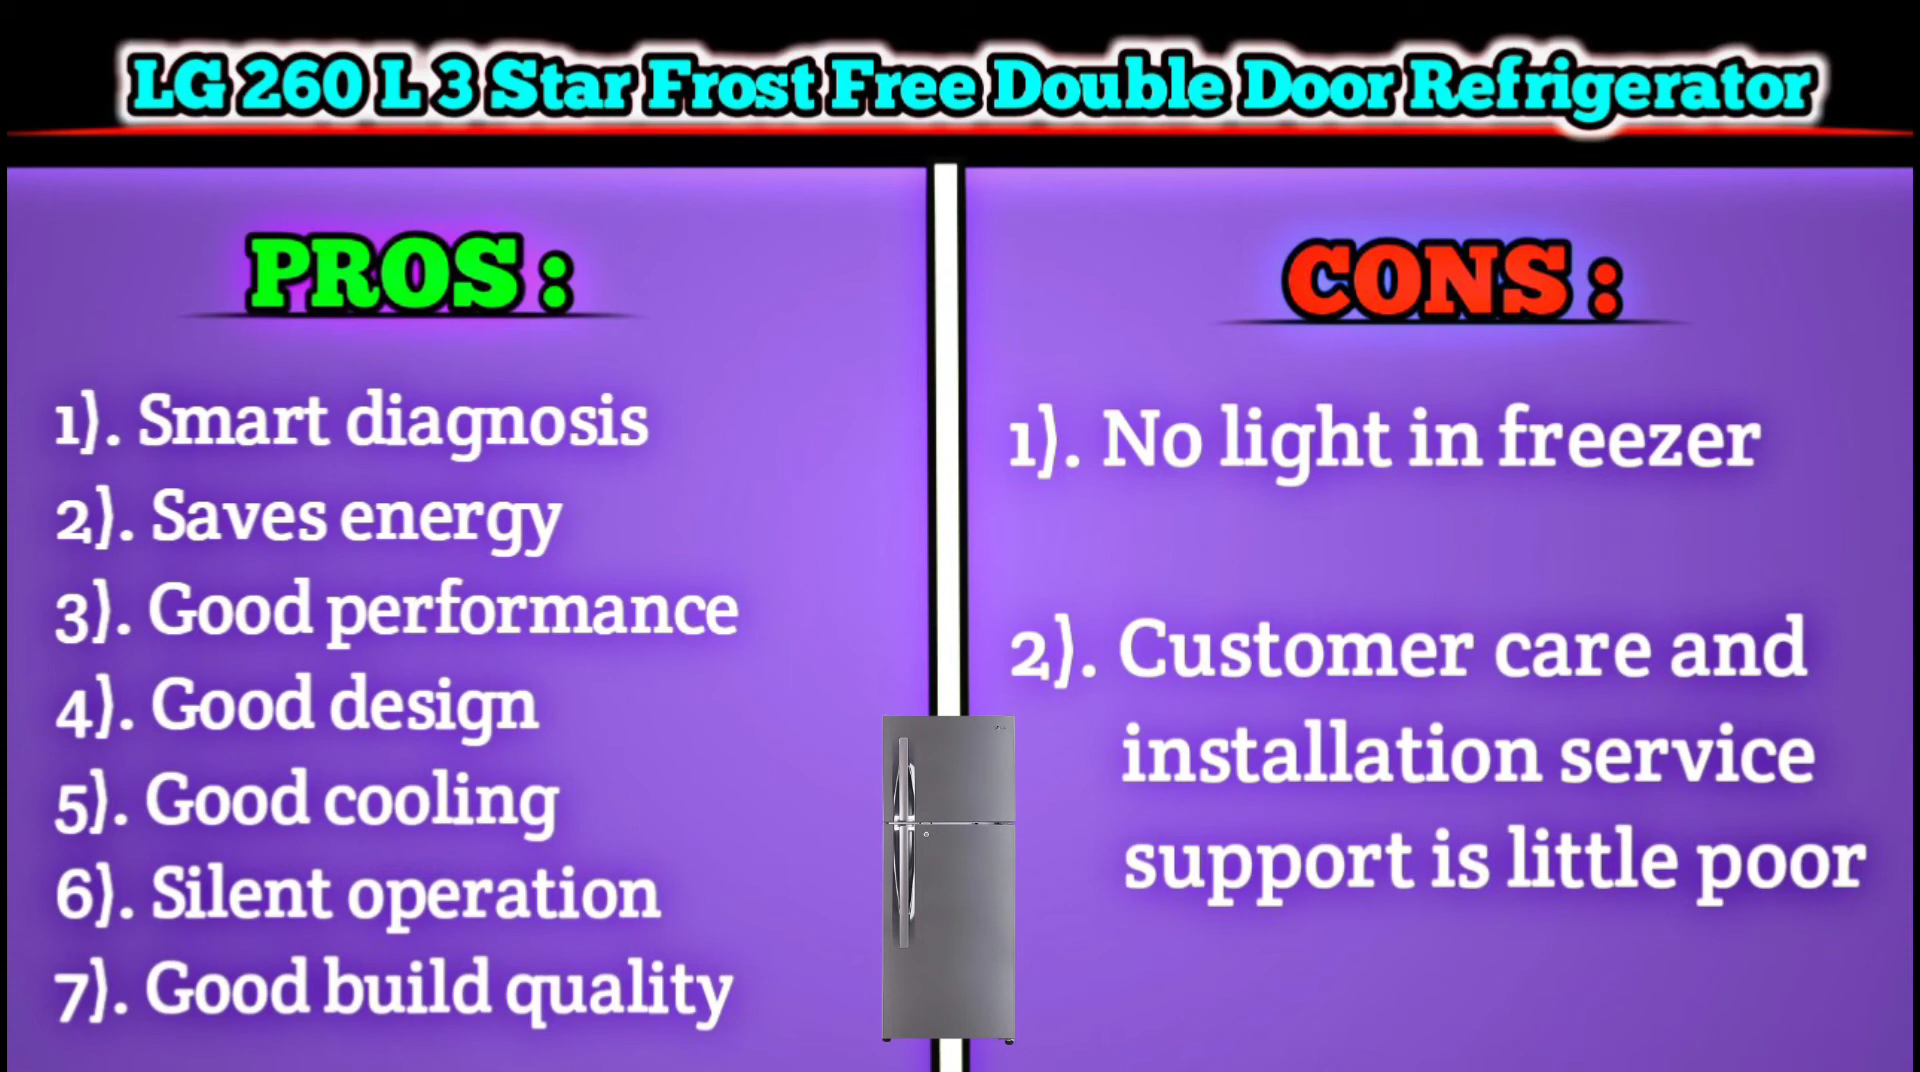 LG 260 L 3 Star Frost Free Double Door Refrigerator
PROS :
1). Smart diagnosis
2). Saves energy
3). Good performance
4). Good design
5). Good cooling
6). Silent operation
7). Good build quality
CONS :
1). No light in freezer
2). Customer care and
installation service
support is little poor